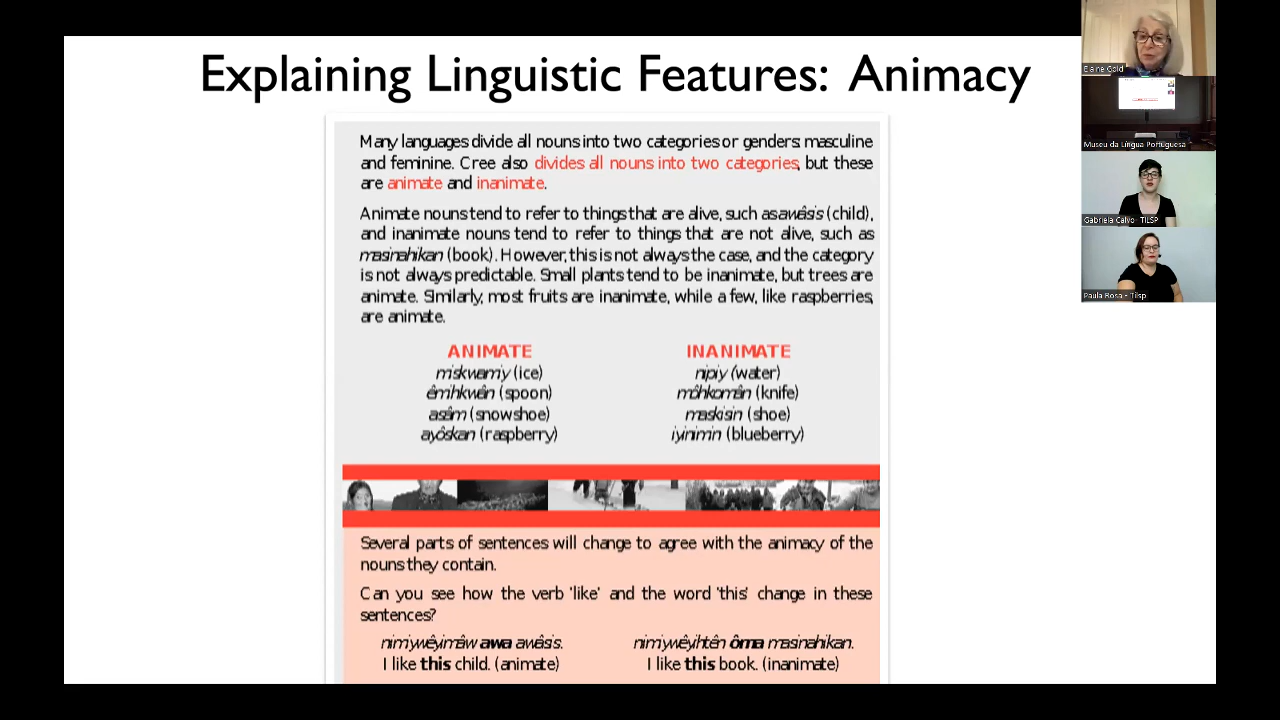 Explaining Linguistic Features: Animacy
Many languages divide all nouns into two categories or genders: masculine
and feminine. Cree also divides all nouns into two categories, but these
are animate and inanimate.
Animate nouns tend to refer to things that are alive, such as awâsis (child),
and inanimate nouns tend to refer to things that are not alive, such as
masinahikan (book). However, this is not always the case, and the category
is not always predictable. Small plants tend to be inanimate, but trees are
animate. Similarly, most fruits are inanimate, while a few, like raspberries,
are animate.
ANIMATE
miskwamiy (ice)
êmihkwân (spoon)
asâm (snowshoe)
ayôskan (raspberry)
INANIMATE
nipiy (water)
môhkomân (knife)
maskisin (shoe)
iyinimin (blueberry)
Several parts of sentences will change to agree with the animacy of the
nouns they contain.
Can you see how the verb 'like' and the word 'this' change in these
sentences?
nimiywêyimâw awa awâsis.
I like this child. (animate)
nimiywêyihtên ôma masinahikan.
I like this book. (inanimate)
Elaine Gold
Museu da Língua Portuguesa
Gabriela Calvo- TILSP
Paula Rosa - Tilsp